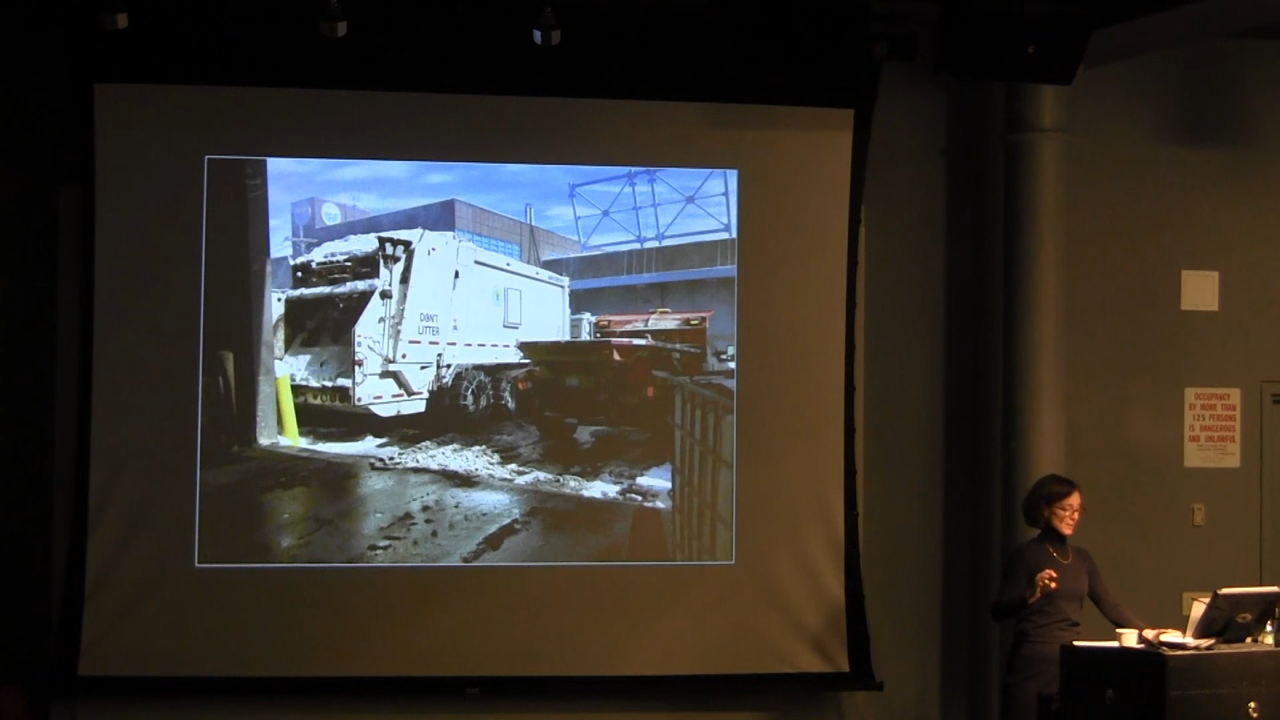 DON'T
LITTER
OCCUPANCY
BY MORE THAN
125 PERSONS
IS DANGEROUS
AND UNLAWFUL